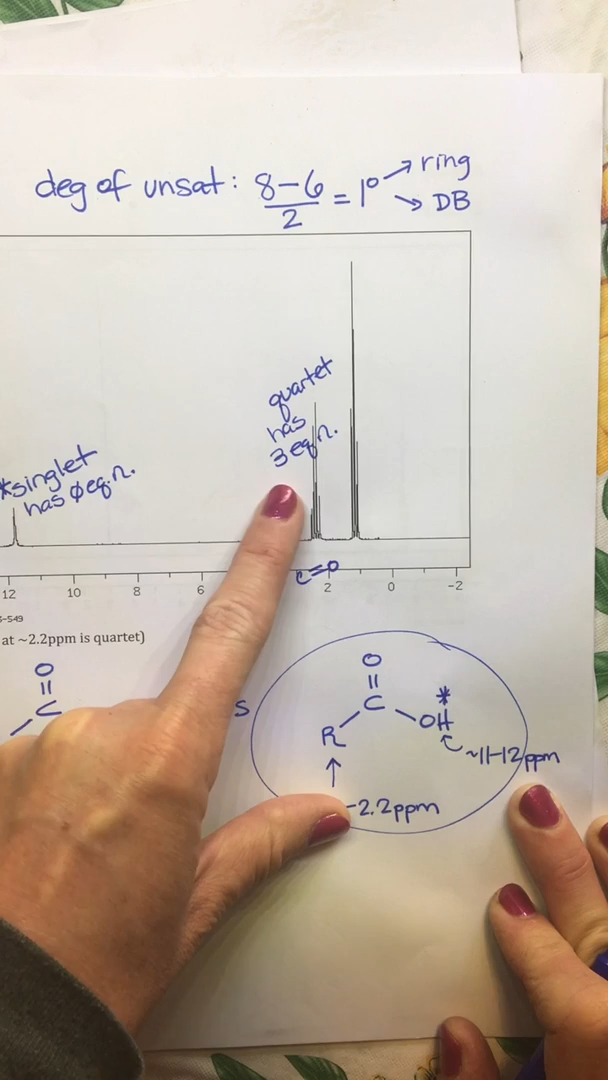 deg of unsat: 8-6/2 = 1° → ring
→ DB
quartet
has
3 eq. n.
*singlet
has ø eq. n.
12 10 8 6 2 0 -2
C=O
-549
at ~2.2ppm is quartet)
O
C
S
O
C
*
R
OH
~11-12ppm
~2.2ppm